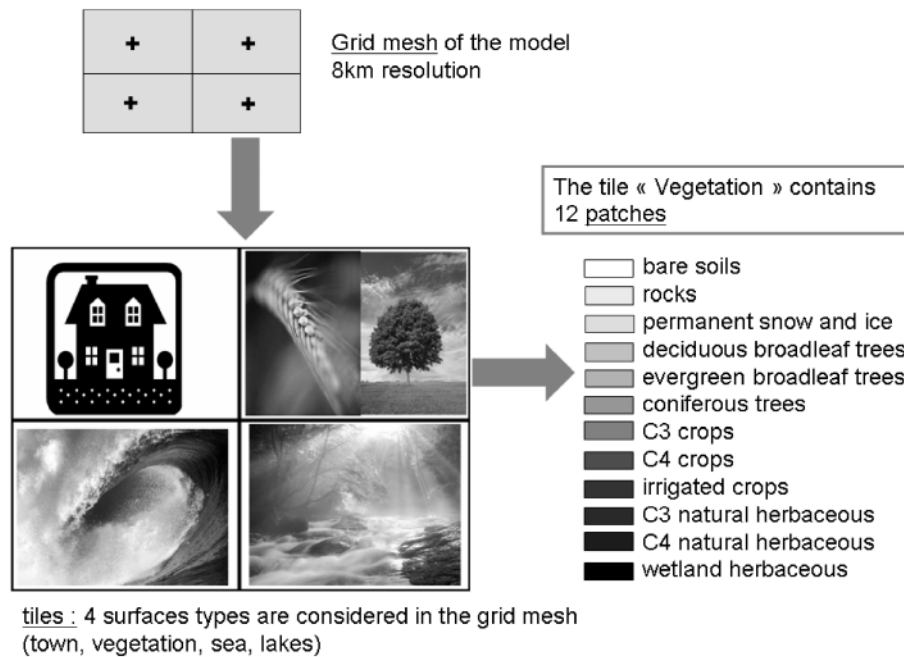 Grid mesh of the model
8km resolution
The tile « Vegetation » contains
12 patches
bare soils
rocks
permanent snow and ice
deciduous broadleaf trees
evergreen broadleaf trees
coniferous trees
C3 crops
C4 crops
irrigated crops
C3 natural herbaceous
C4 natural herbaceous
wetland herbaceous
tiles : 4 surfaces types are considered in the grid mesh
(town, vegetation, sea, lakes)